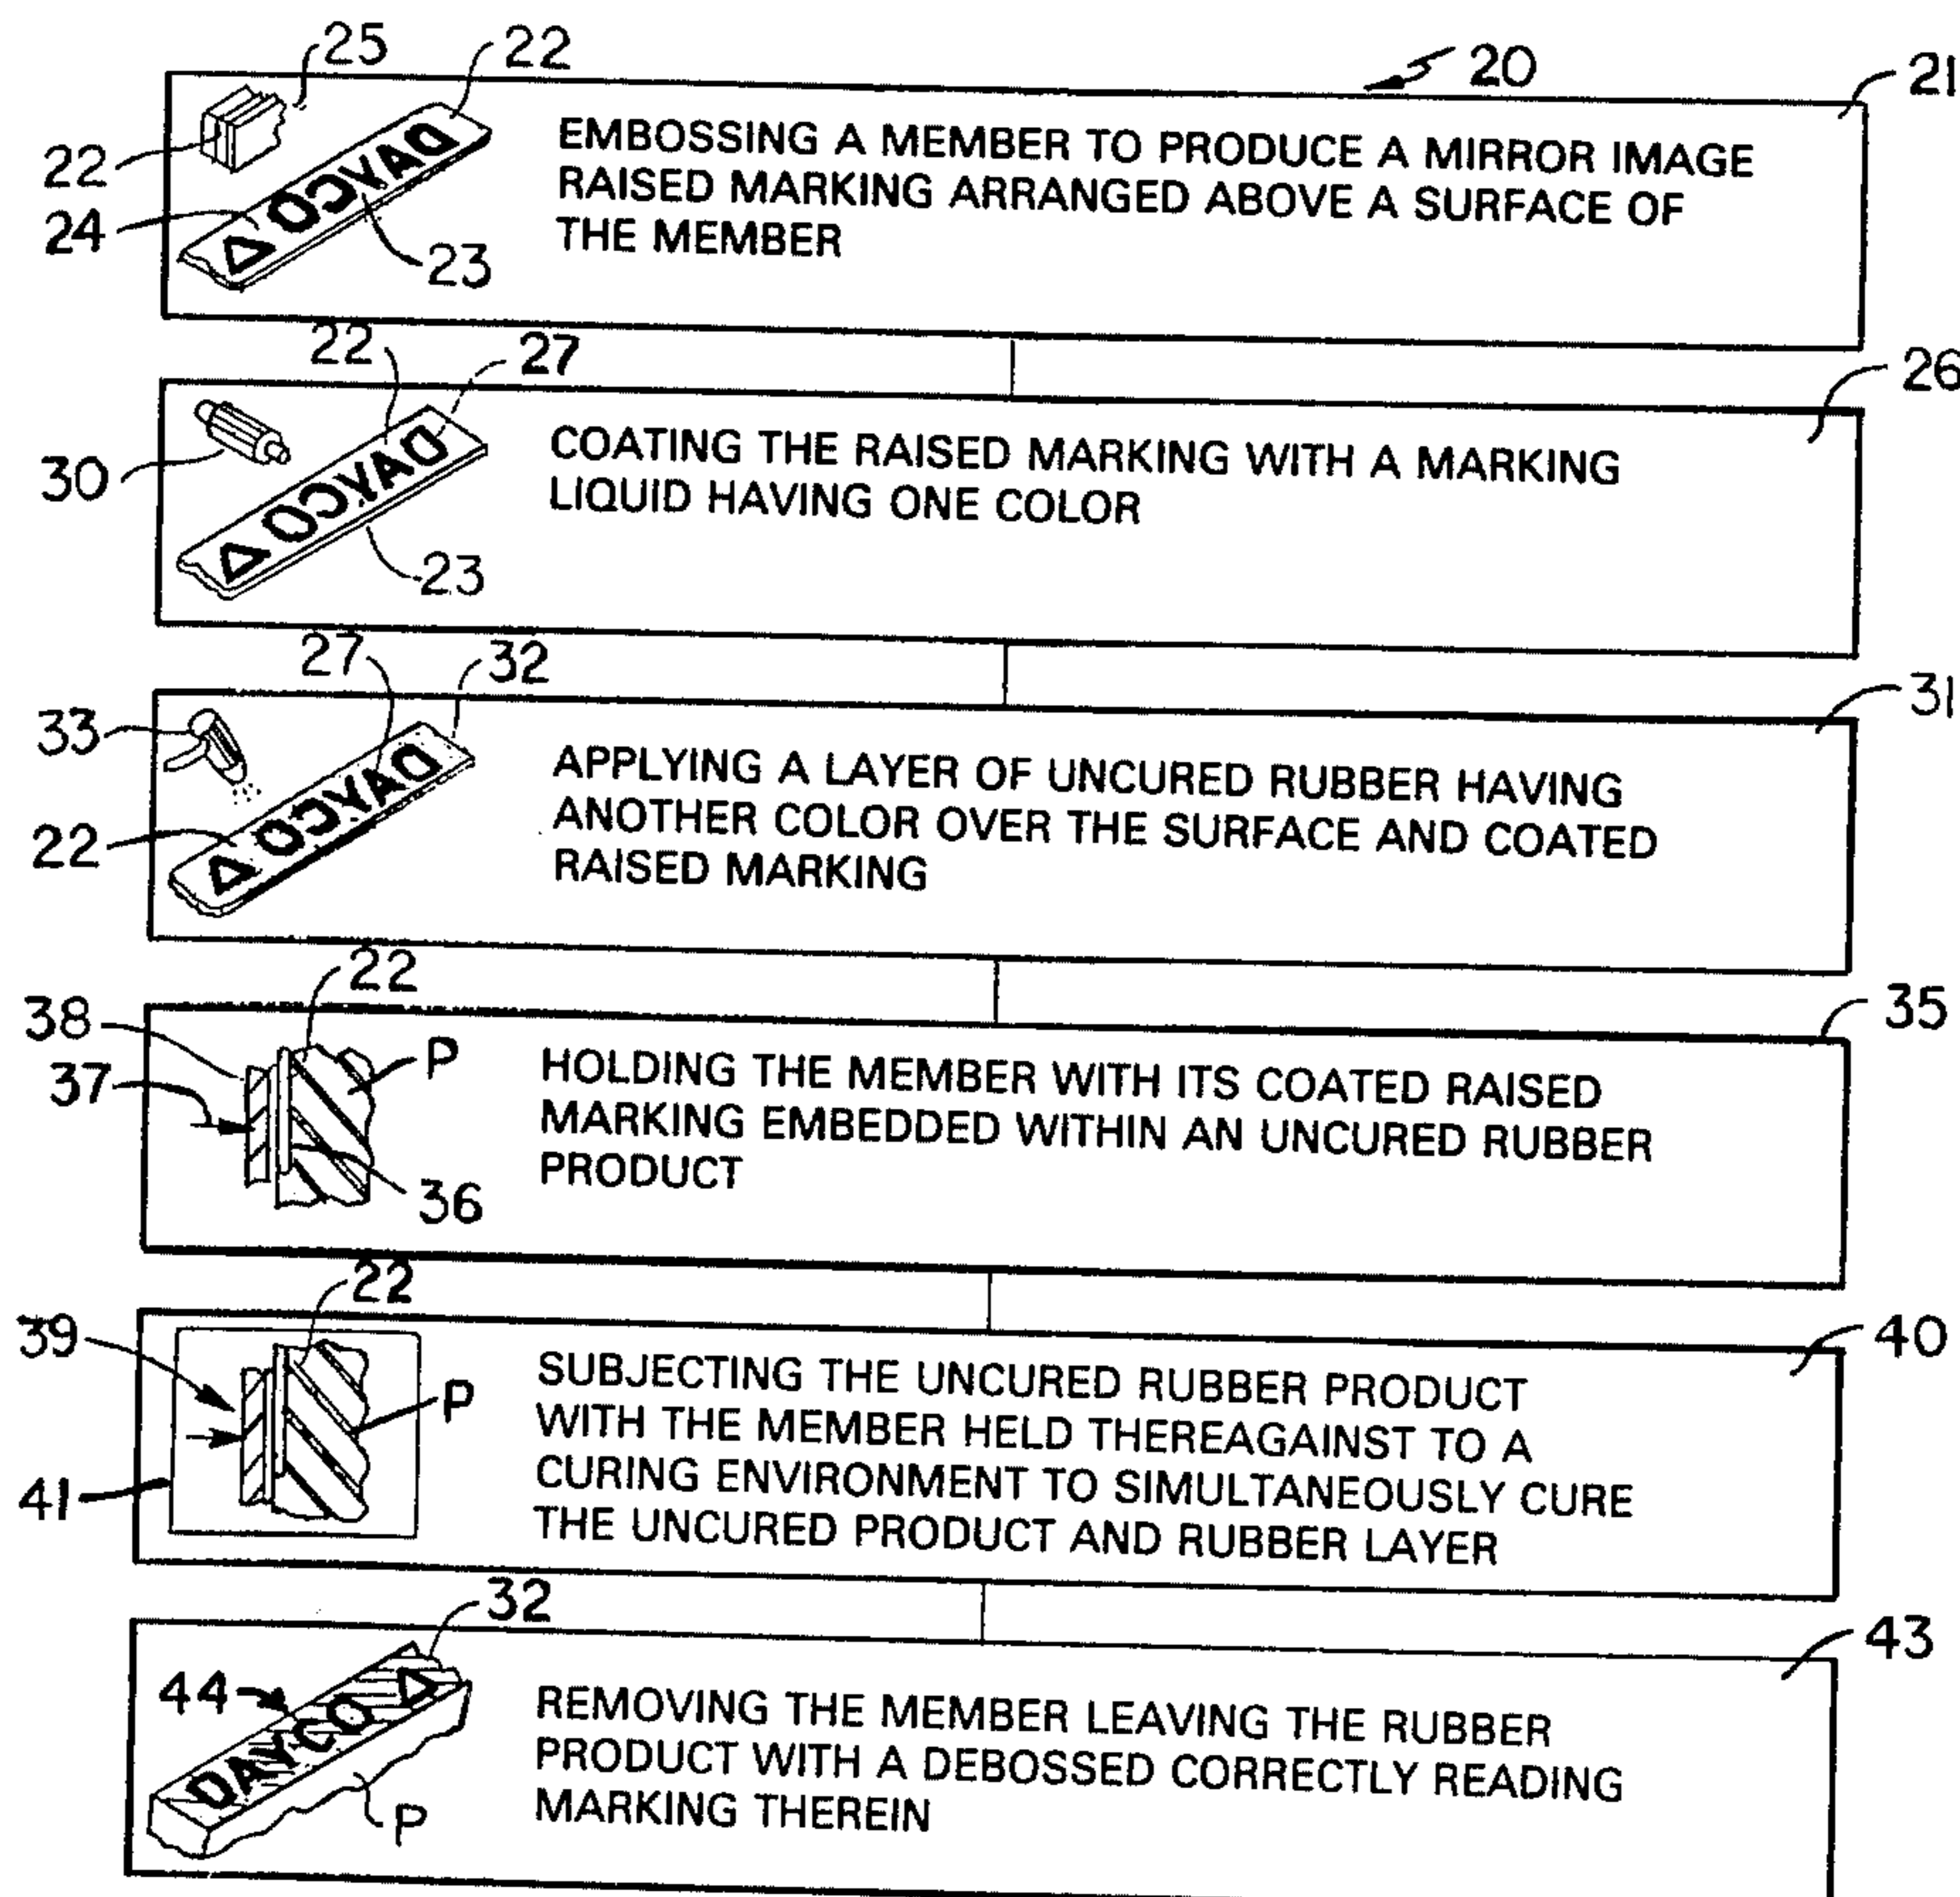 25
22
20
21
22
24
23
DAYCO
EMBOSSING A MEMBER TO PRODUCE A MIRROR IMAGE
RAISED MARKING ARRANGED ABOVE A SURFACE OF
THE MEMBER
22
27
26
30
23
DAYCO
COATING THE RAISED MARKING WITH A MARKING
LIQUID HAVING ONE COLOR
27
32
31
33
22
DAYCO
APPLYING A LAYER OF UNCURED RUBBER HAVING
ANOTHER COLOR OVER THE SURFACE AND COATED
RAISED MARKING
22
35
38
37
P
36
HOLDING THE MEMBER WITH ITS COATED RAISED
MARKING EMBEDDED WITHIN AN UNCURED RUBBER
PRODUCT
22
40
39
P
41
SUBJECTING THE UNCURED RUBBER PRODUCT
WITH THE MEMBER HELD THEREAGAINST TO A
CURING ENVIRONMENT TO SIMULTANEOUSLY CURE
THE UNCURED PRODUCT AND RUBBER LAYER
32
43
44
DAYCO
P
REMOVING THE MEMBER LEAVING THE RUBBER
PRODUCT WITH A DEBOSSED CORRECTLY READING
MARKING THEREIN